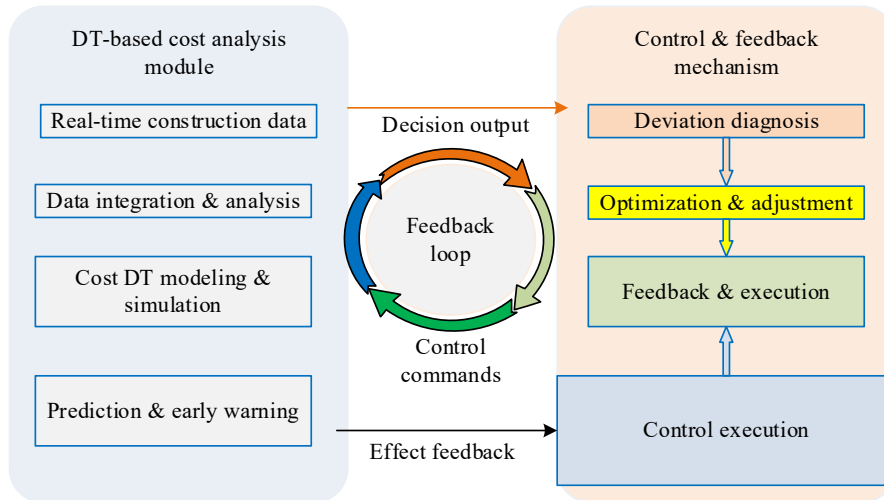 DT-based cost analysis
module
Real-time construction data
Data integration & analysis
Cost DT modeling &
simulation
Prediction & early warning
Decision output
Feedback
loop
Control
commands
Effect feedback
Control & feedback
mechanism
Deviation diagnosis
Optimization & adjustment
Feedback & execution
Control execution